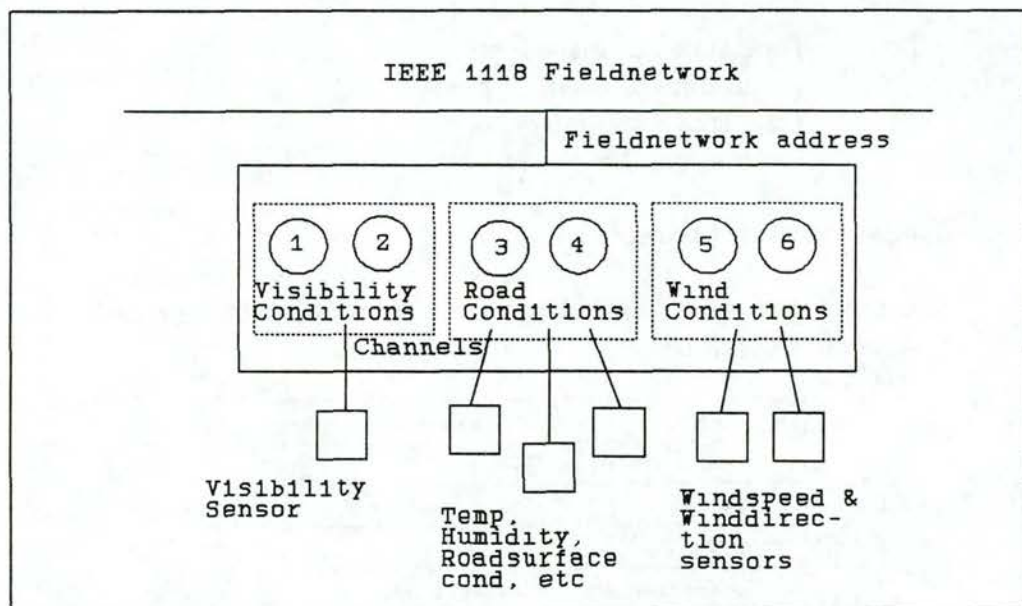 IEEE 1118 Fieldnetwork
Fieldnetwork address
1 2 3 4 5 6
Visibility
Conditions
Road
Conditions
Wind
Conditions
Channels
Visibility
Sensor
Temp,
Humidity,
Roadsurface
cond, etc
Windspeed &
Winddirec-
tion
sensors